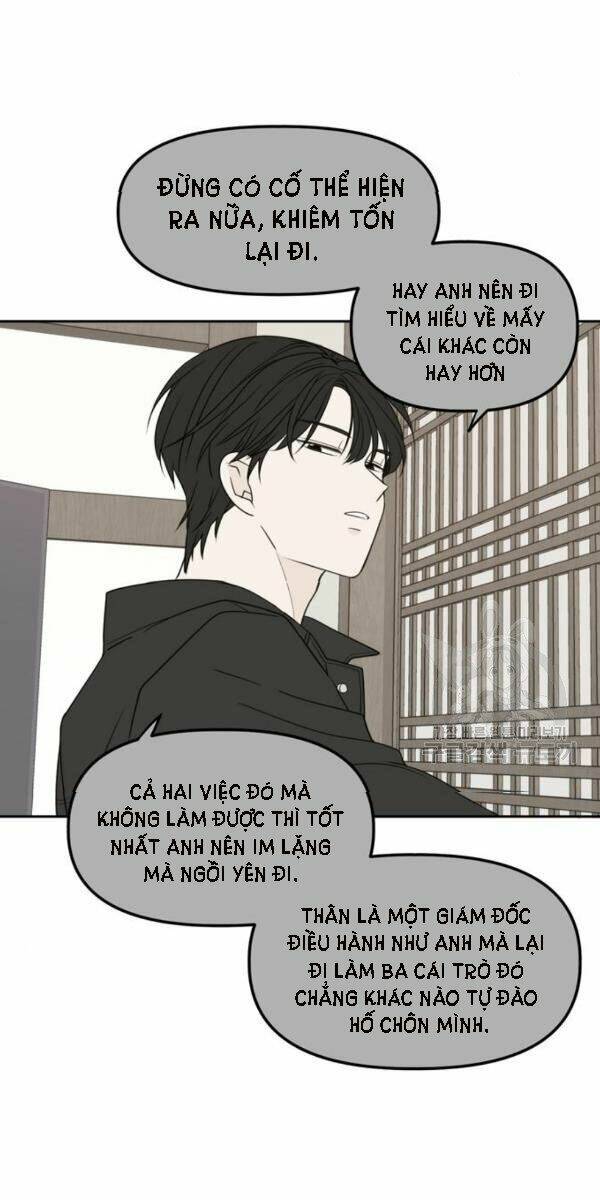 ĐỪNG CÓ CỐ THỂ HIỆN
RA NỮA, KHIÊM TỐN
LẠI ĐI.
HAY ANH NÊN ĐI
TÌM HIỂU VỀ MẤY
CÁI KHÁC CÒN
HAY HƠN
CẢ HAI VIỆC ĐÓ MÀ
KHÔNG LÀM ĐƯỢC THÌ TỐT
NHẤT ANH NÊN IM LẶNG
MÀ NGỒI YÊN ĐI.
THÂN LÀ MỘT GIÁM ĐỐC
ĐIỀU HÀNH NHƯ ANH MÀ LẠI
ĐI LÀM BA CÁI TRÒ ĐÓ
CHẲNG KHÁC NÀO TỰ ĐÀO
HỐ CHÔN MÌNH.